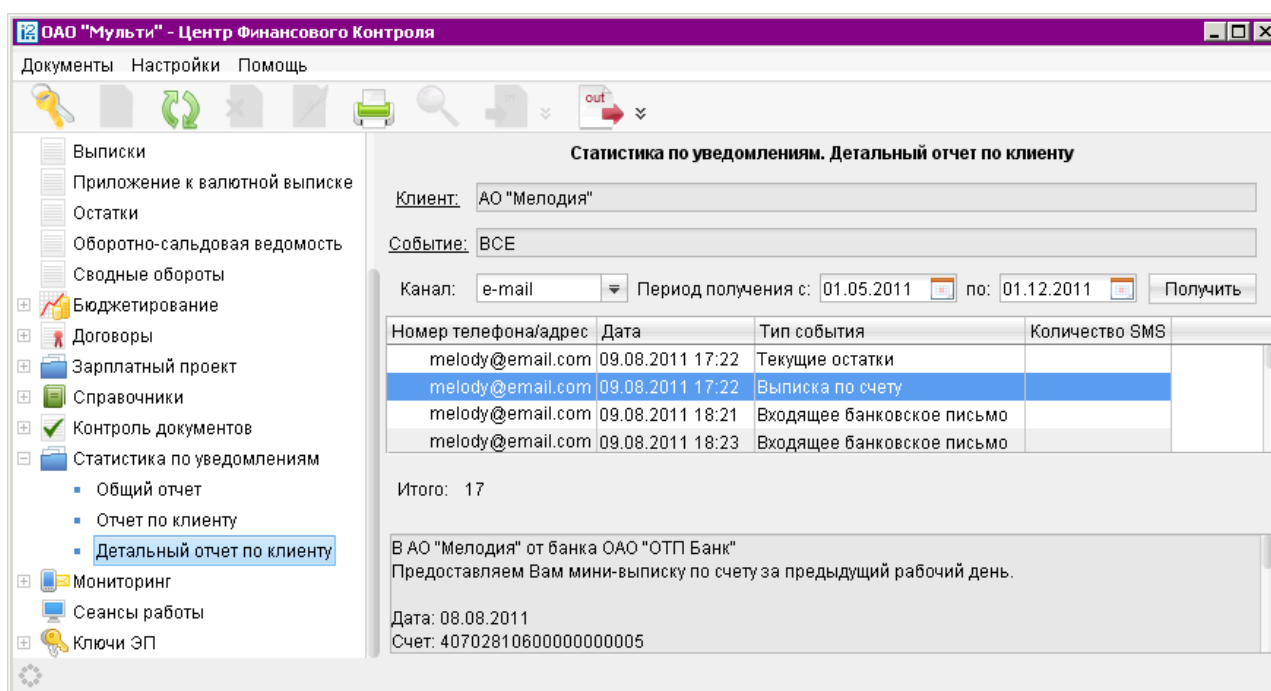 ОАО "Мульти" - Центр Финансового Контроля
Документы Настройки Помощь
out
Выписки
Приложение к валютной выписке
Остатки
Оборотно-сальдовая ведомость
Сводные обороты
Бюджетирование
Договоры
Зарплатный проект
Справочники
Контроль документов
Статистика по уведомлениям
Общий отчет
Отчет по клиенту
Детальный отчет по клиенту
Мониторинг
Сеансы работы
Ключи ЭП
Статистика по уведомлениям. Детальный отчет по клиенту
Клиент: АО "Мелодия"
Событие: ВСЕ
Канал: e-mail Период получения с: 01.05.2011 по: 01.12.2011 Получить
Номер телефона/адрес Дата Тип события Количество SMS
melody@email.com 09.08.2011 17:22 Текущие остатки
melody@email.com 09.08.2011 17:22 Выписка по счету
melody@email.com 09.08.2011 18:21 Входящее банковское письмо
melody@email.com 09.08.2011 18:23 Входящее банковское письмо
Итого: 17
В АО "Мелодия" от банка ОАО "ОТП Банк"
Предоставляем Вам мини-выписку по счету за предыдущий рабочий день.
Дата: 08.08.2011
Счет: 40702810600000000005